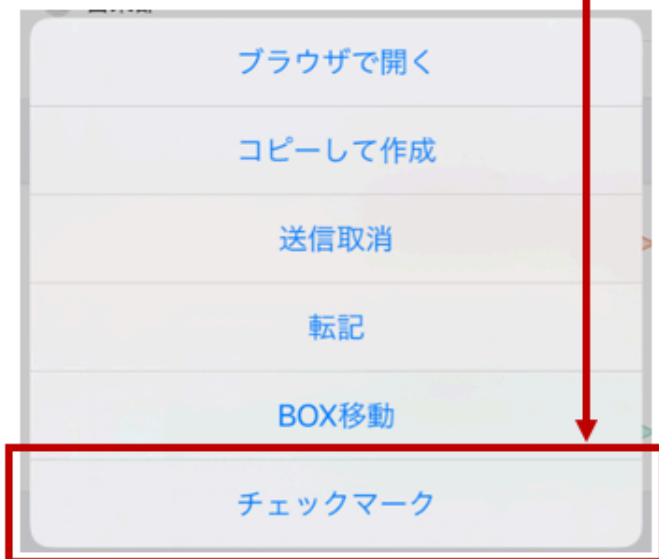 ブラウザで開く
コピーして作成
送信取消
転記
BOX移動
チェックマーク